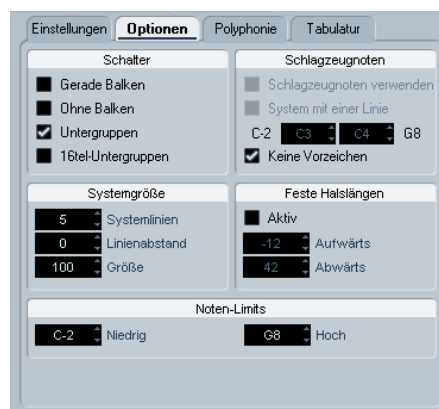 Einstellungen Optionen Polyphonie Tabulatur
Schalter
Gerade Balken
Ohne Balken
Untergruppen
16tel-Untergruppen
Schlagzeugnoten
Schlagzeugnoten verwenden
System mit einer Linie
C-2 C3 C4 G8
Keine Vorzeichen
Systemgröße
5 Systemlinien
0 Linienabstand
100 Größe
Feste Halslängen
Aktiv
-12 Aufwärts
42 Abwärts
Noten-Limits
C-2 Niedrig G8 Hoch